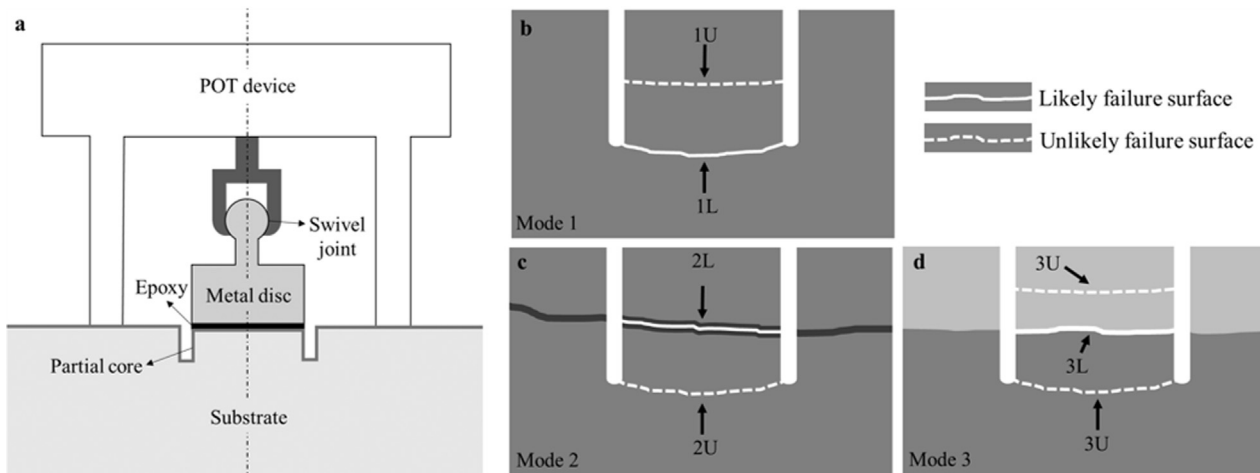 a
POT device
Swivel
joint
Epoxy
Metal disc
Partial core
Substrate
b
1U
1L
Mode 1
Likely failure surface
Unlikely failure surface
c
2L
2U
Mode 2
d
3U
3L
3U
Mode 3